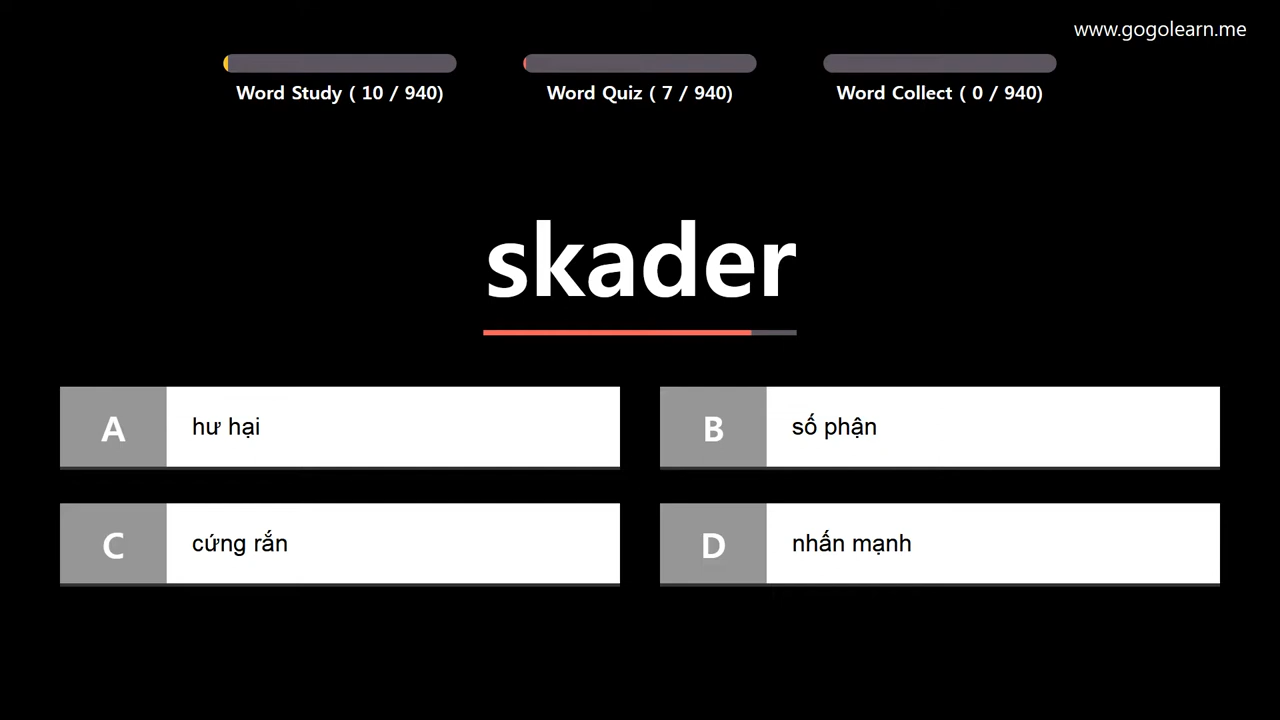 www.gogolearn.me
Word Study ( 10 / 940)
Word Quiz ( 7 / 940)
Word Collect ( 0 / 940)
skader
A
hư hại
B
số phận
C
cứng rắn
D
nhấn mạnh